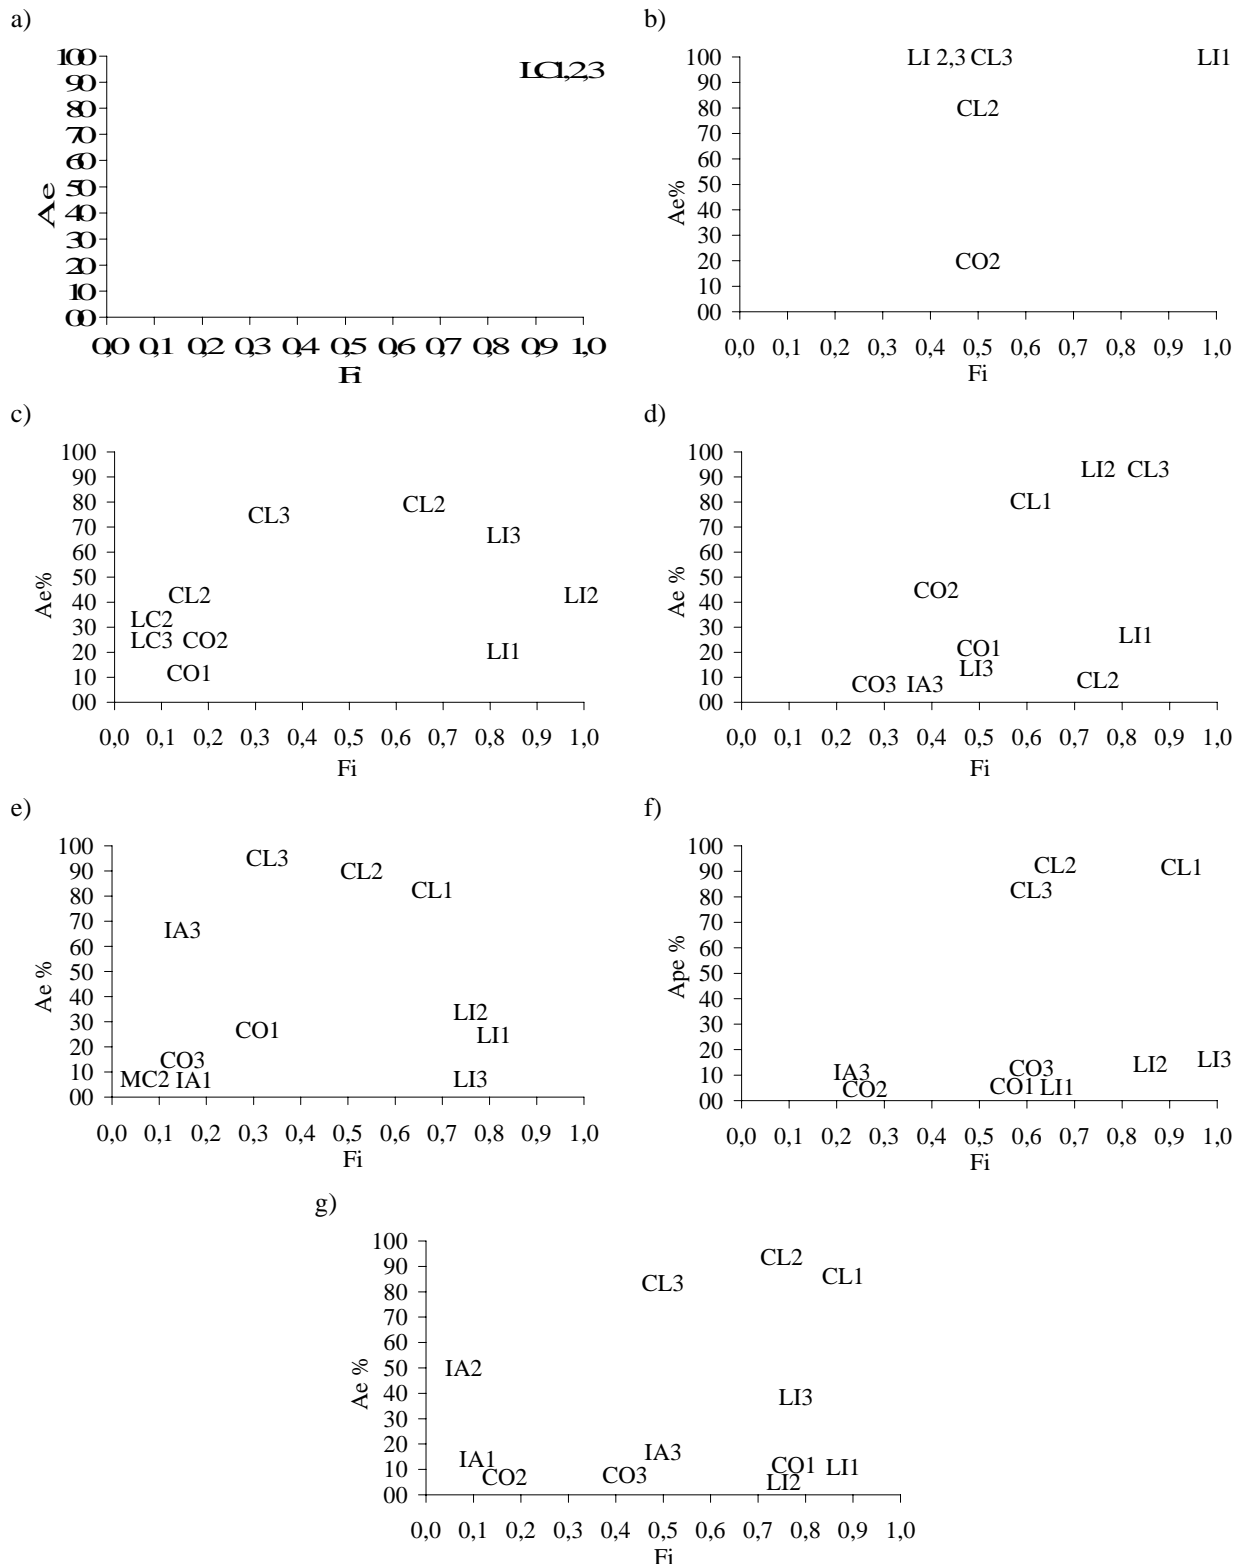 a)
100
90
80
70
60
50
40
30
20
10
00
Ae
LC1,2,3
0,0 0,1 0,2 0,3 0,4 0,5 0,6 0,7 0,8 0,9 1,0
Fi
b)
100
90
80
70
60
50
40
30
20
10
00
Ae%
LI 2,3 CL3 LI1
CL2
CO2
0,0 0,1 0,2 0,3 0,4 0,5 0,6 0,7 0,8 0,9 1,0
Fi
c)
100
90
80
70
60
50
40
30
20
10
00
Ae%
CL3 CL2
LI3
CL2 LI2
LC2
LC3 CO2 LI1
CO1
0,0 0,1 0,2 0,3 0,4 0,5 0,6 0,7 0,8 0,9 1,0
Fi
d)
100
90
80
70
60
50
40
30
20
10
00
Ae %
LI2 CL3
CL1
CO2
LI1
CO1
LI3
CO3 IA3 CL2
0,0 0,1 0,2 0,3 0,4 0,5 0,6 0,7 0,8 0,9 1,0
Fi
e)
100
90
80
70
60
50
40
30
20
10
00
Ae %
CL3 CL2 CL1
IA3
LI2
CO1 LI1
CO3
MC2 IA1 LI3
0,0 0,1 0,2 0,3 0,4 0,5 0,6 0,7 0,8 0,9 1,0
Fi
f)
100
90
80
70
60
50
40
30
20
10
00
Ape %
CL2 CL1
CL3
LI3
LI2
IA3 CO3
CO2 CO1 LI1
0,0 0,1 0,2 0,3 0,4 0,5 0,6 0,7 0,8 0,9 1,0
Fi
g)
100
90
80
70
60
50
40
30
20
10
00
Ae %
CL2
CL3 CL1
IA2
LI3
IA1 IA3
CO2 CO3 CO1 LI1
LI2
0,0 0,1 0,2 0,3 0,4 0,5 0,6 0,7 0,8 0,9 1,0
Fi